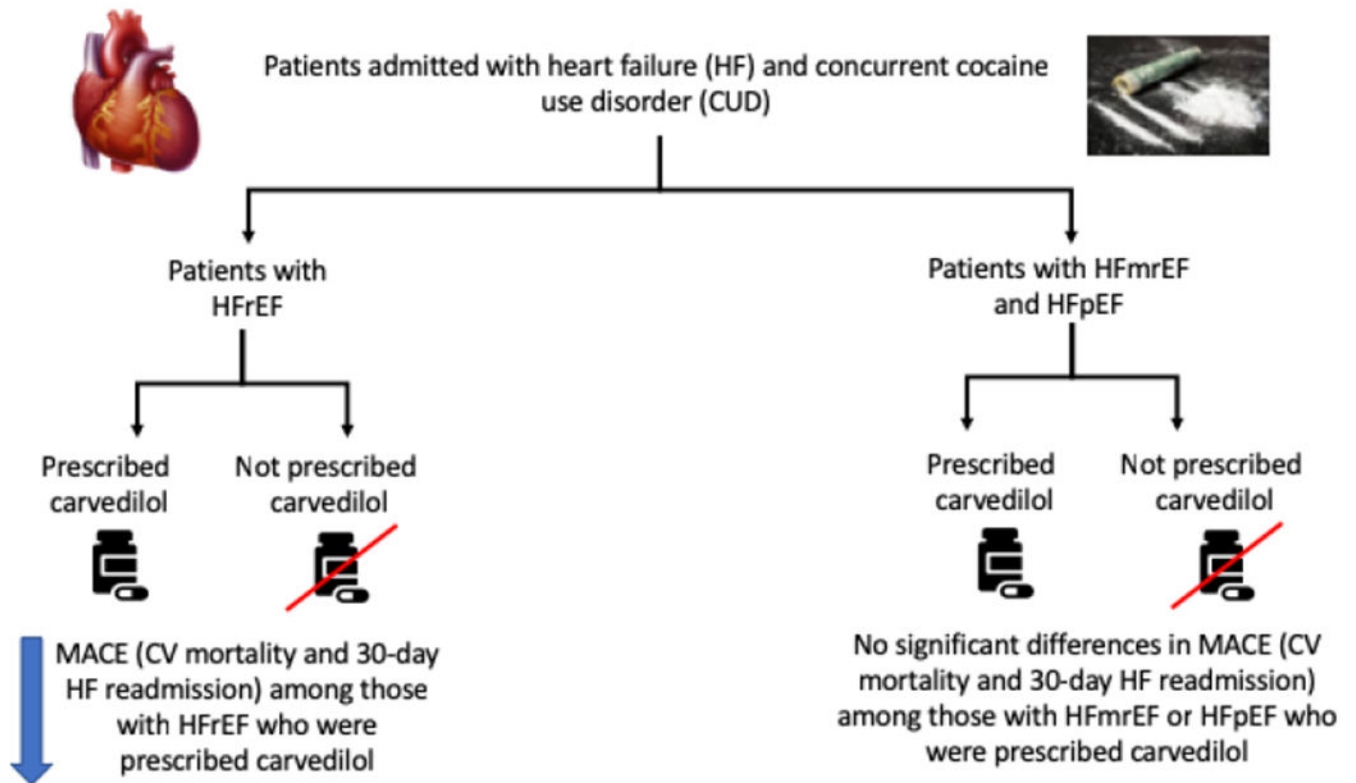 Patients admitted with heart failure (HF) and concurrent cocaine
use disorder (CUD)
Patients with
HFrEF
Prescribed
carvedilol
Not prescribed
carvedilol
MACE (CV mortality and 30-day
HF readmission) among those
with HFrEF who were
prescribed carvedilol
Patients with HFmrEF
and HFpEF
Prescribed
carvedilol
Not prescribed
carvedilol
No significant differences in MACE (CV
mortality and 30-day HF readmission)
among those with HFmrEF or HFpEF who
were prescribed carvedilol